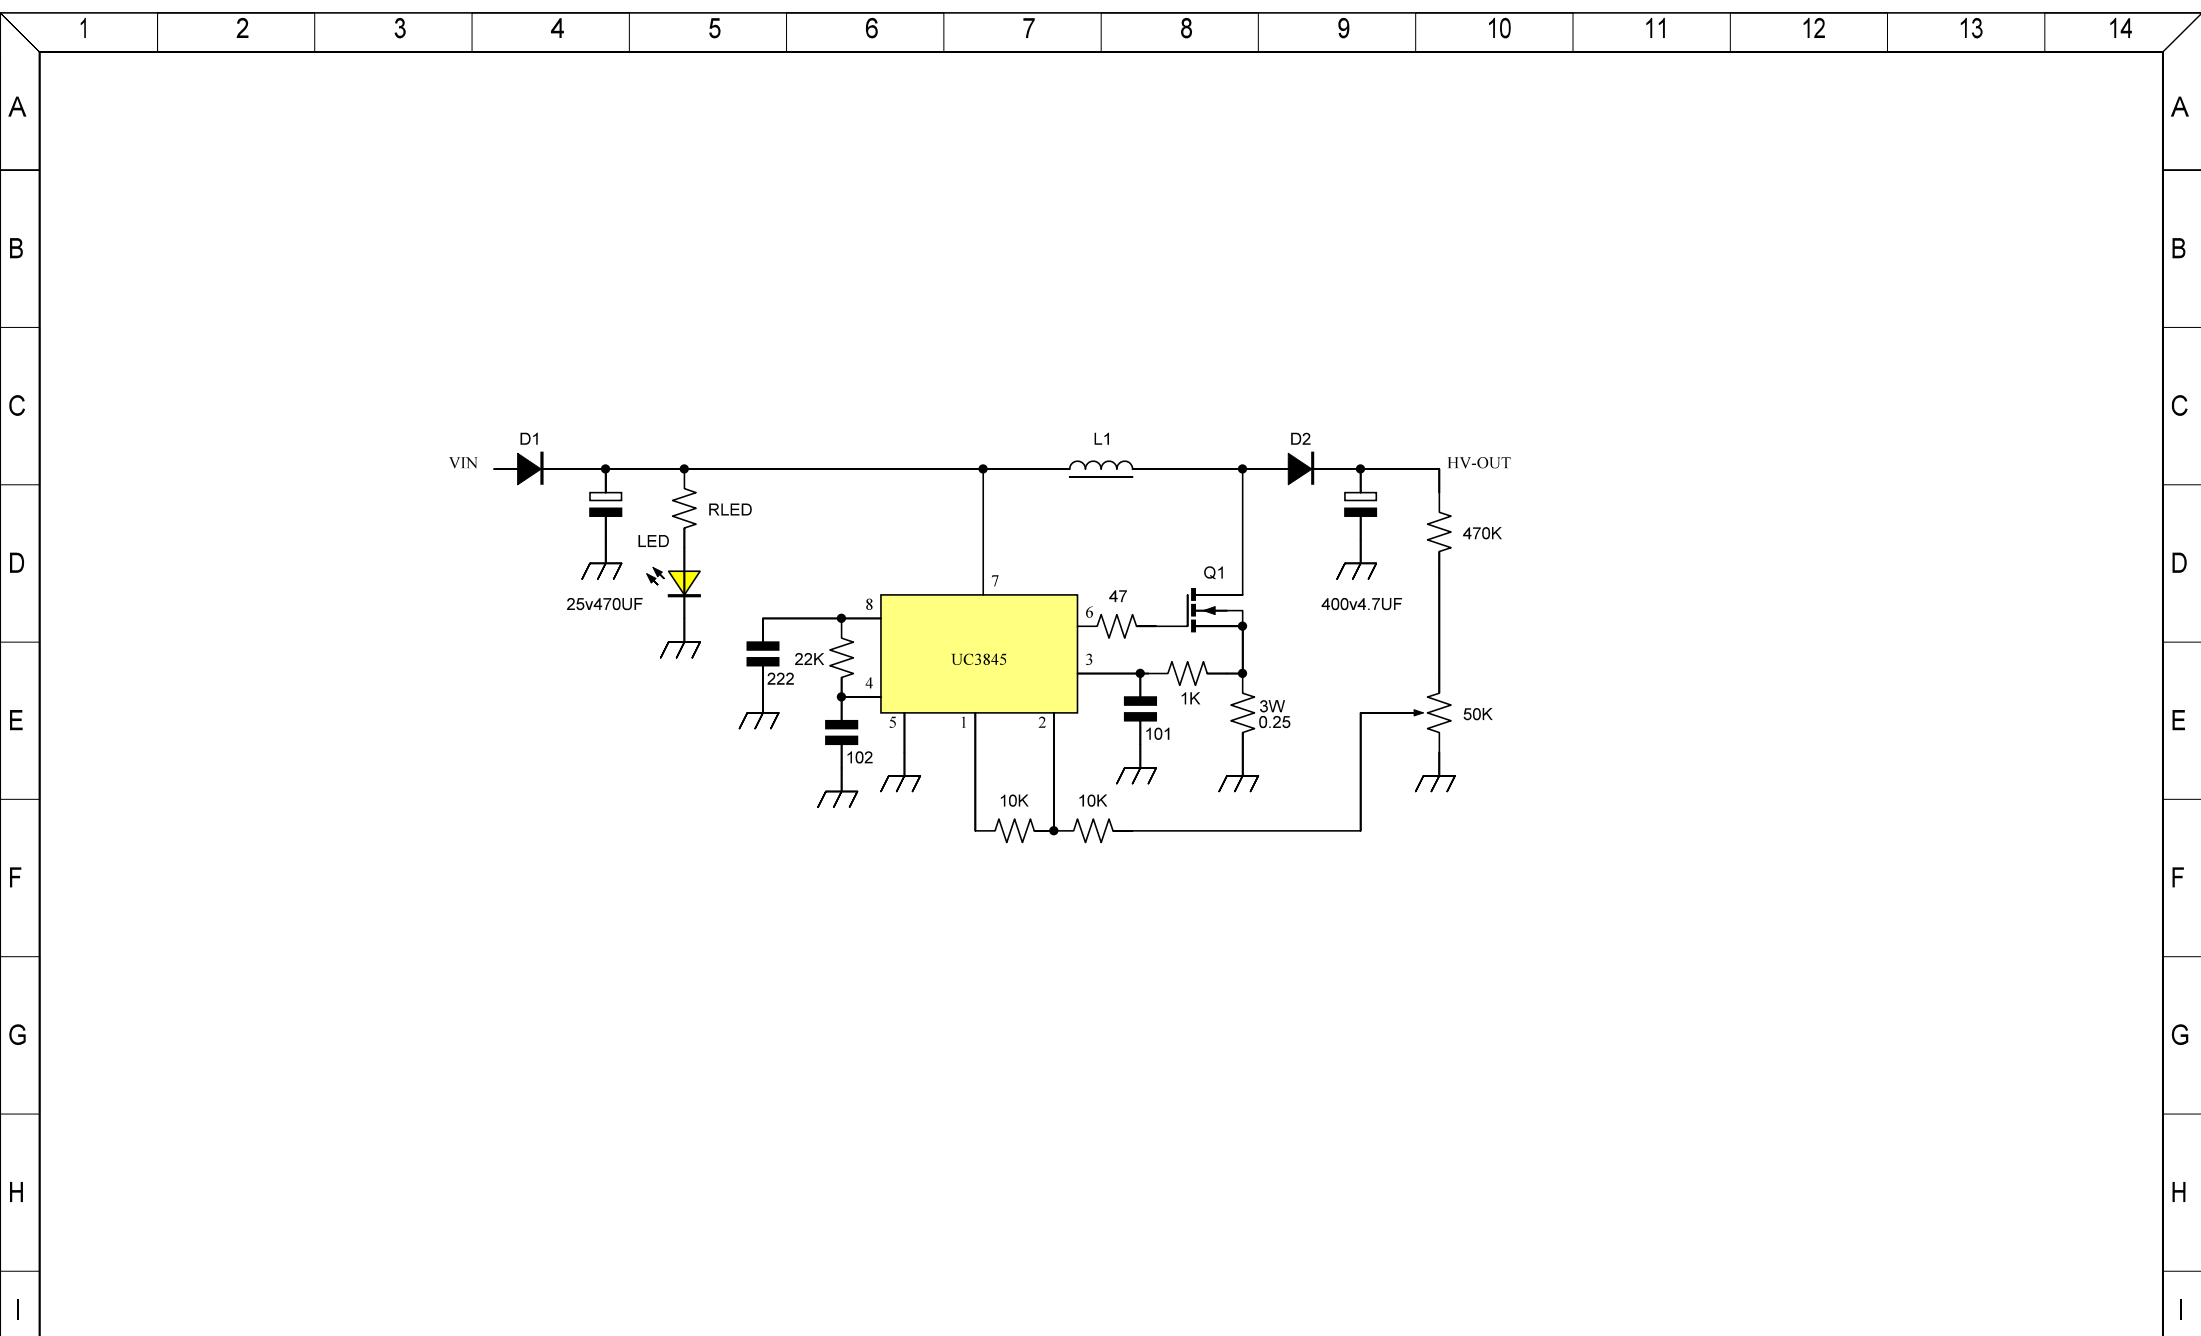 1 2 3 4 5 6 7 8 9 10 11 12 13 14
A A
B B
C C
D1 L1 D2
VIN HV-OUT
RLED
470K
LED
D D
Q1
7
25v470UF 8 47 400v4.7UF
6
22K UC3845 3
222 4 1K
3W
5 1 2 0.25 50K
E E
101
102
10K 10K
F F
G G
H H
I I